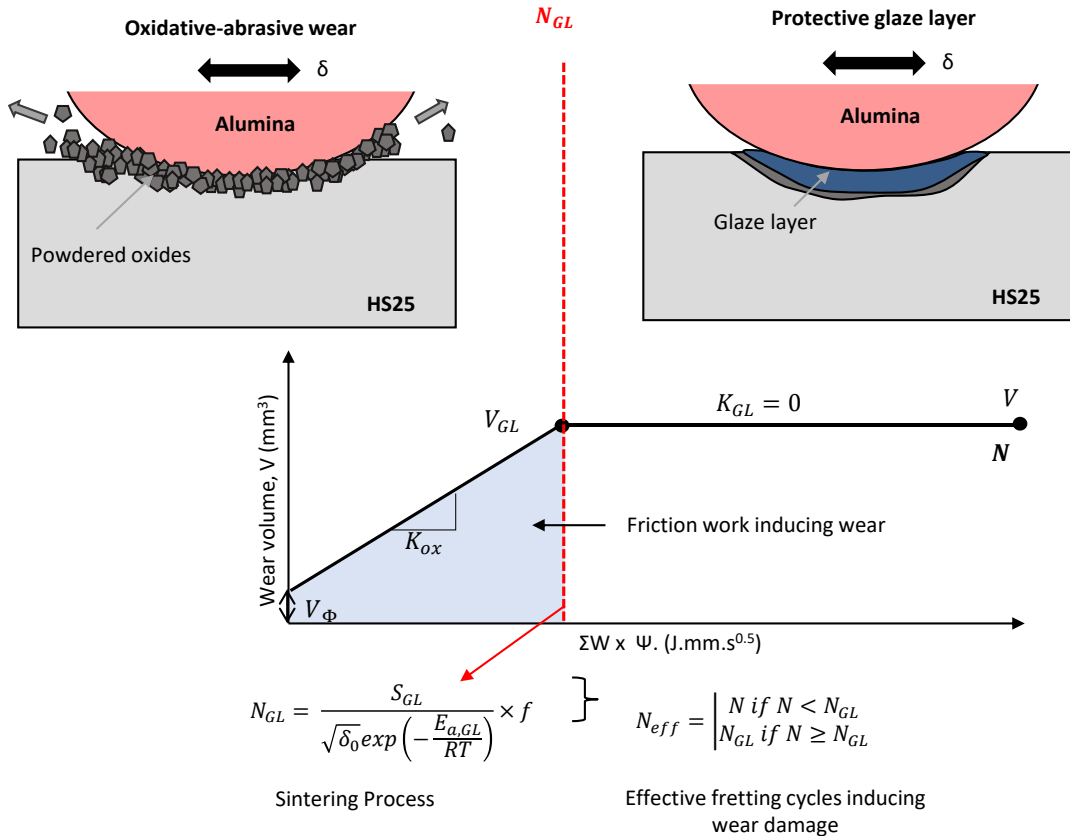 Oxidative-abrasive wear
δ
Alumina
Powdered oxides
HS25
N_GL
Protective glaze layer
δ
Alumina
Glaze layer
HS25
Wear volume, V (mm³)
V_GL
K_GL = 0
V
N
K_ox
Friction work inducing wear
V_Φ
ΣW x Ψ. (J.mm.s^0.5)
N_GL = S_GL / (√δ₀ exp(−E_a,GL / RT)) × f
N_eff = | N if N < N_GL
N_GL if N ≥ N_GL
Sintering Process
Effective fretting cycles inducing
wear damage